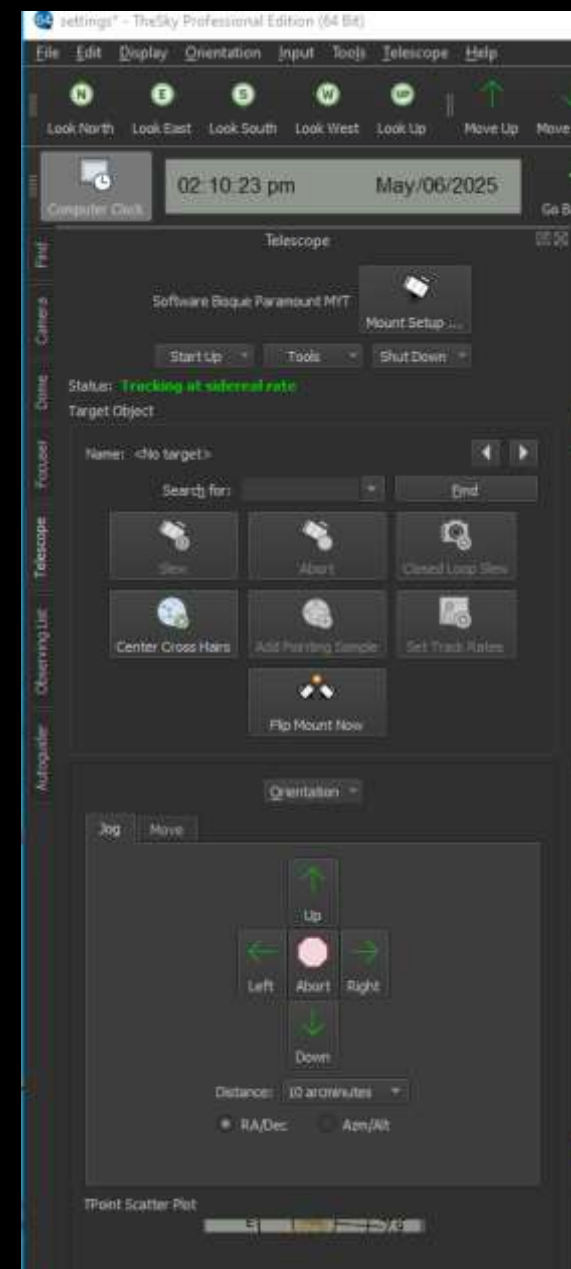 settings* - TheSky Professional Edition (64 Bit)
File Edit Display Orientation Input Tools Telescope Help
N E S W UP
Look North Look East Look South Look West Look Up Move Up Move
02:10:23 pm May/06/2025
Computer Clock Go B
Telescope
Find
Camera
Dome
Focuser
Telescope
Observing List
Autoguider
Software Bisque Paramount MYT
Mount Setup ...
Start Up Tools Shut Down
Status: Tracking at sidereal rate
Target Object
Name: <No target>
Search for: Find
Slew Abort Closed Loop Slew
Center Cross Hairs Add Pointing Sample Set Track Rates
Flip Mount Now
Orientation
Jog Move
Up
Left Abort Right
Down
Distance: 10 arcminutes
RA/Dec Azm/Alt
TPoint Scatter Plot